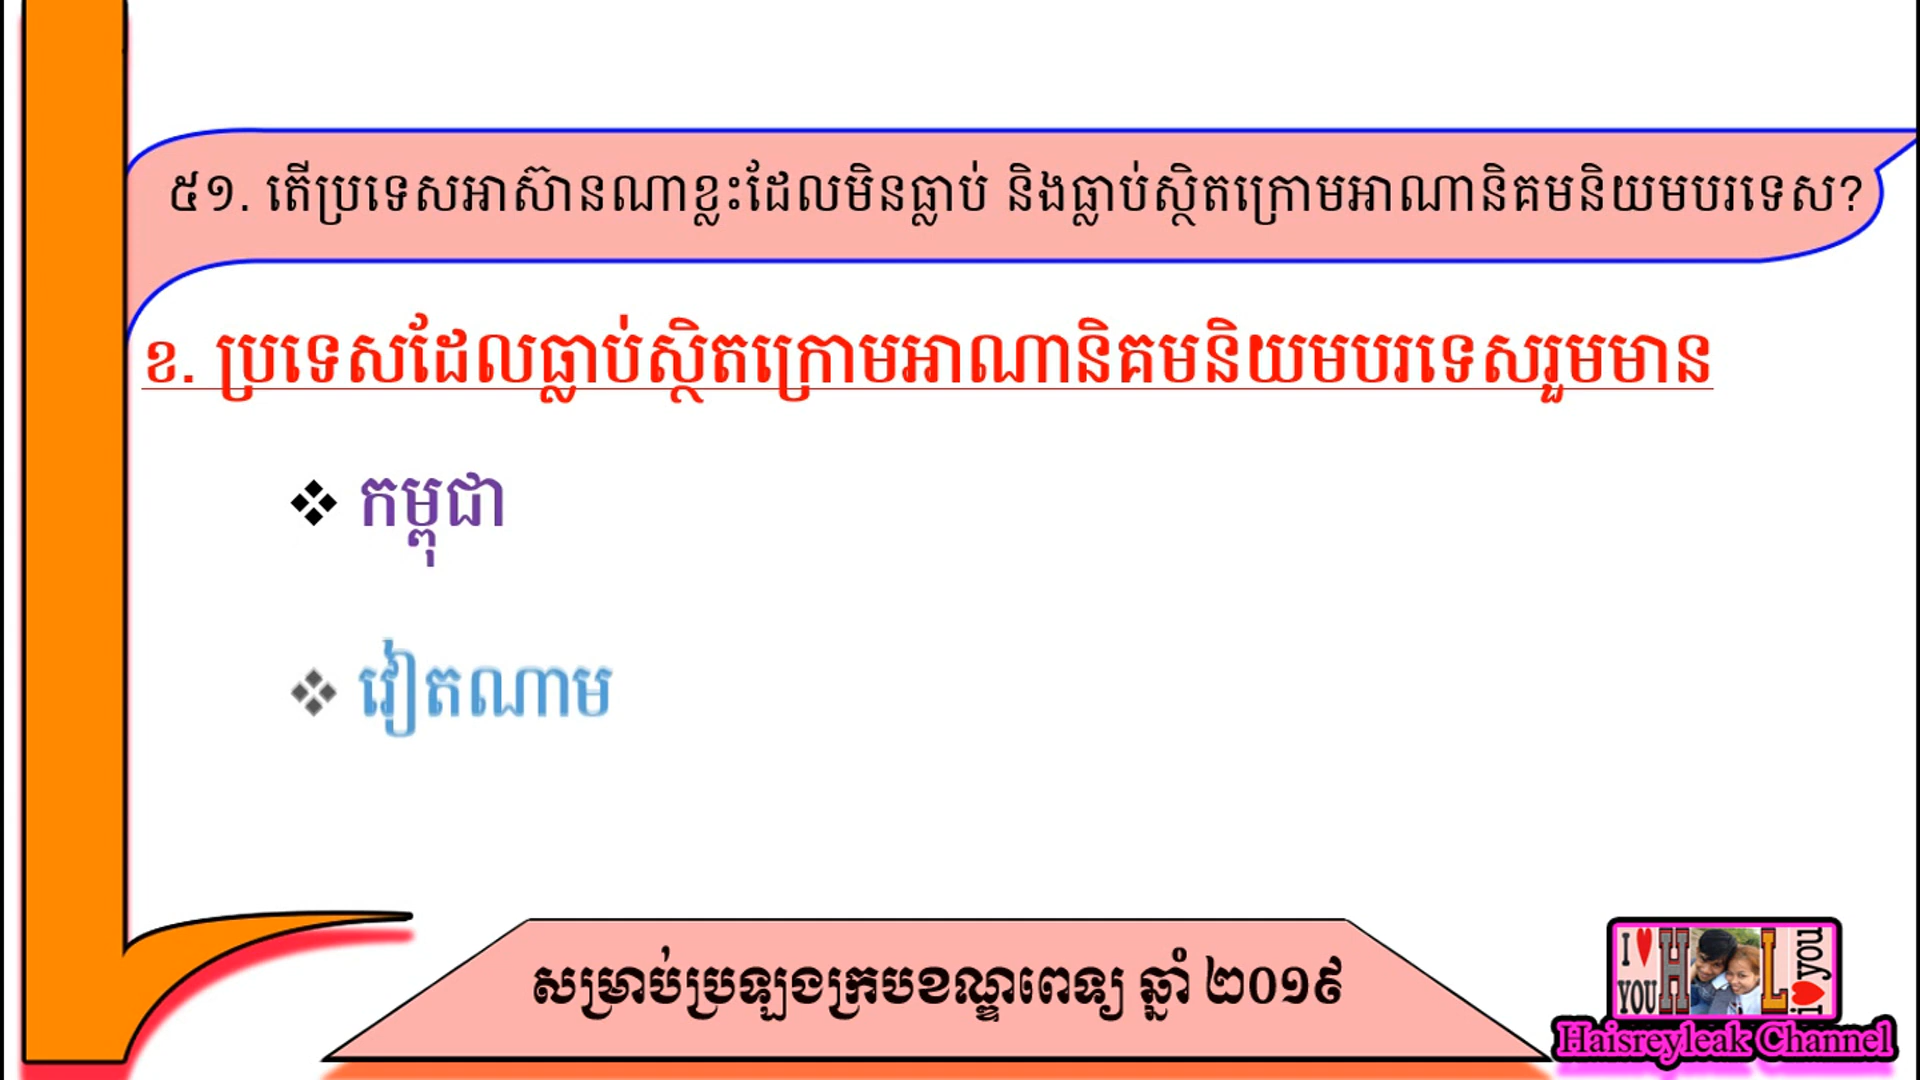 ៥១. តើប្រទេសអាស៊ានណាខ្លះដែលមិនធ្លាប់ និងធ្លាប់ស្ថិតក្រោមអាណានិគមនិយមបរទេស?
ខ. ប្រទេសដែលធ្លាប់ស្ថិតក្រោមអាណានិគមនិយមបរទេសរួមមាន
❖ កម្ពុជា
❖ វៀតណាម
សម្រាប់ប្រឡងក្របខណ្ឌពេទ្យ ឆ្នាំ ២០១៩
I ♥ YOU
H L
i ♥ you
Haisreyleak Channel